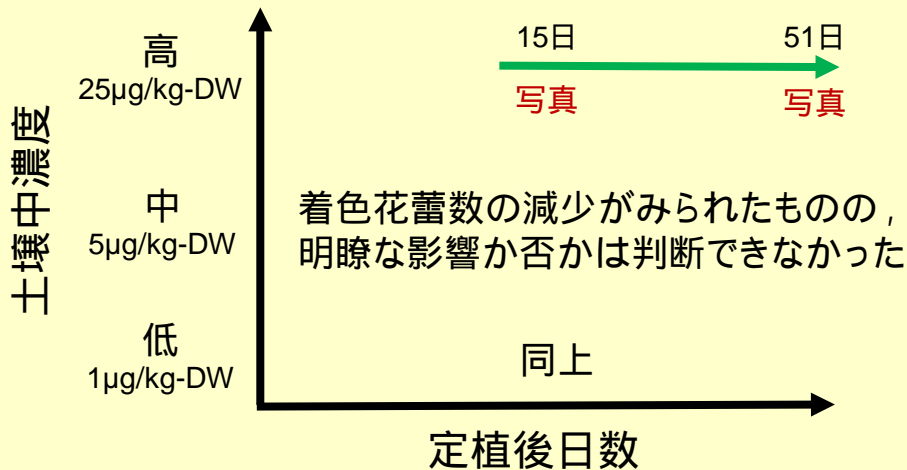 土壌中濃度
高
25μg/kg-DW
15日
51日
写真
写真
中
5μg/kg-DW
着色花蕾数の減少がみられたものの，
明瞭な影響か否かは判断できなかった
低
1μg/kg-DW
同上
定植後日数